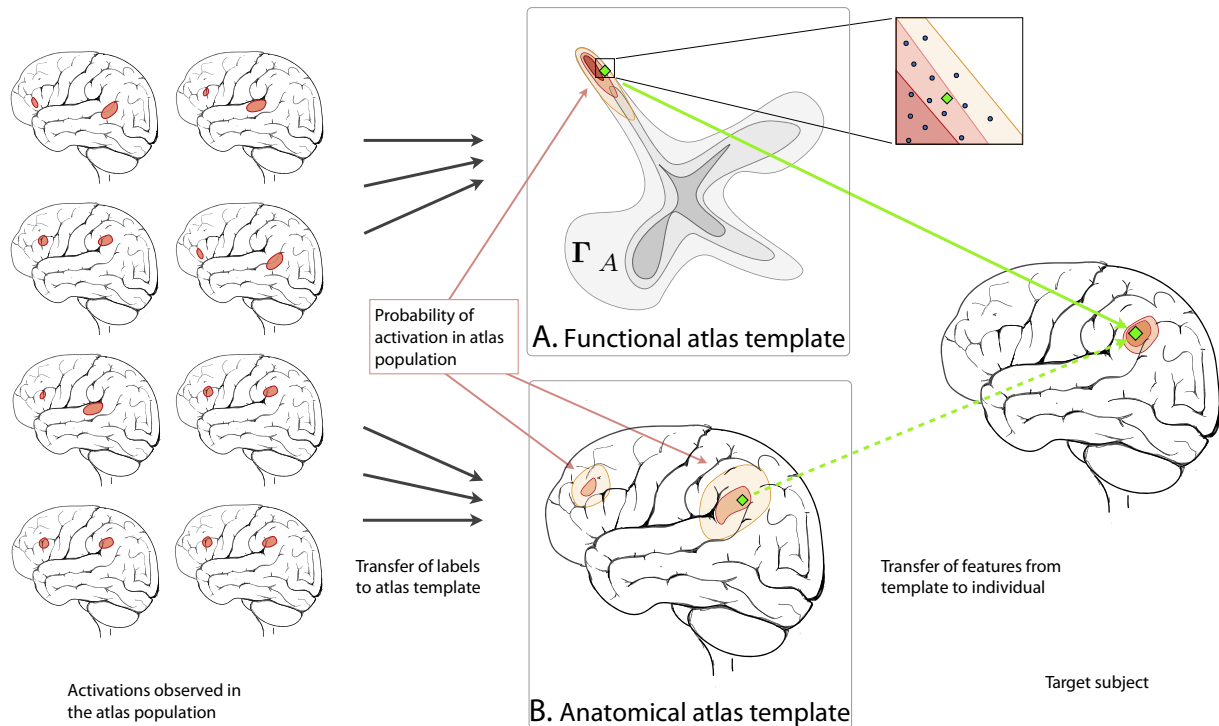 Γ A
A. Functional atlas template
Probability of
activation in atlas
population
Transfer of labels
to atlas template
Transfer of features from
template to individual
Activations observed in
the atlas population
B. Anatomical atlas template
Target subject